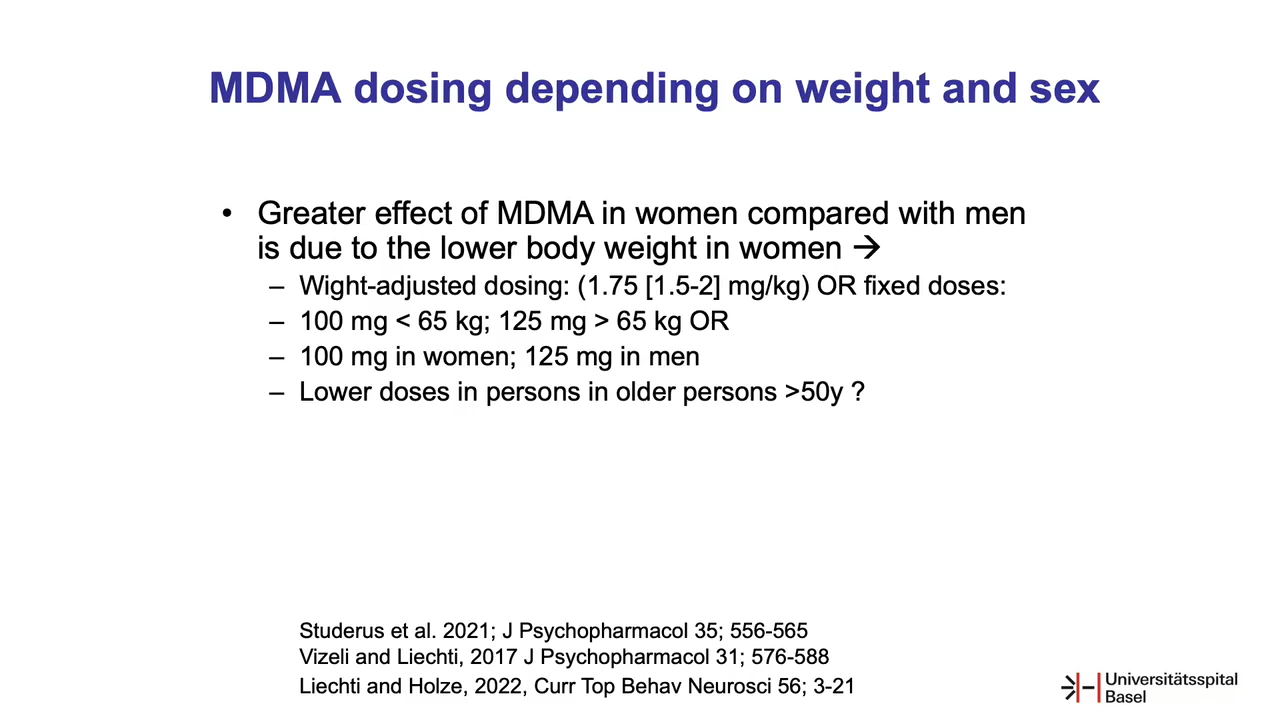 MDMA dosing depending on weight and sex
• Greater effect of MDMA in women compared with men
is due to the lower body weight in women →
– Wight-adjusted dosing: (1.75 [1.5-2] mg/kg) OR fixed doses:
– 100 mg < 65 kg; 125 mg > 65 kg OR
– 100 mg in women; 125 mg in men
– Lower doses in persons in older persons >50y ?
Studerus et al. 2021; J Psychopharmacol 35; 556-565
Vizeli and Liechti, 2017 J Psychopharmacol 31; 576-588
Liechti and Holze, 2022, Curr Top Behav Neurosci 56; 3-21
Universitätsspital
Basel